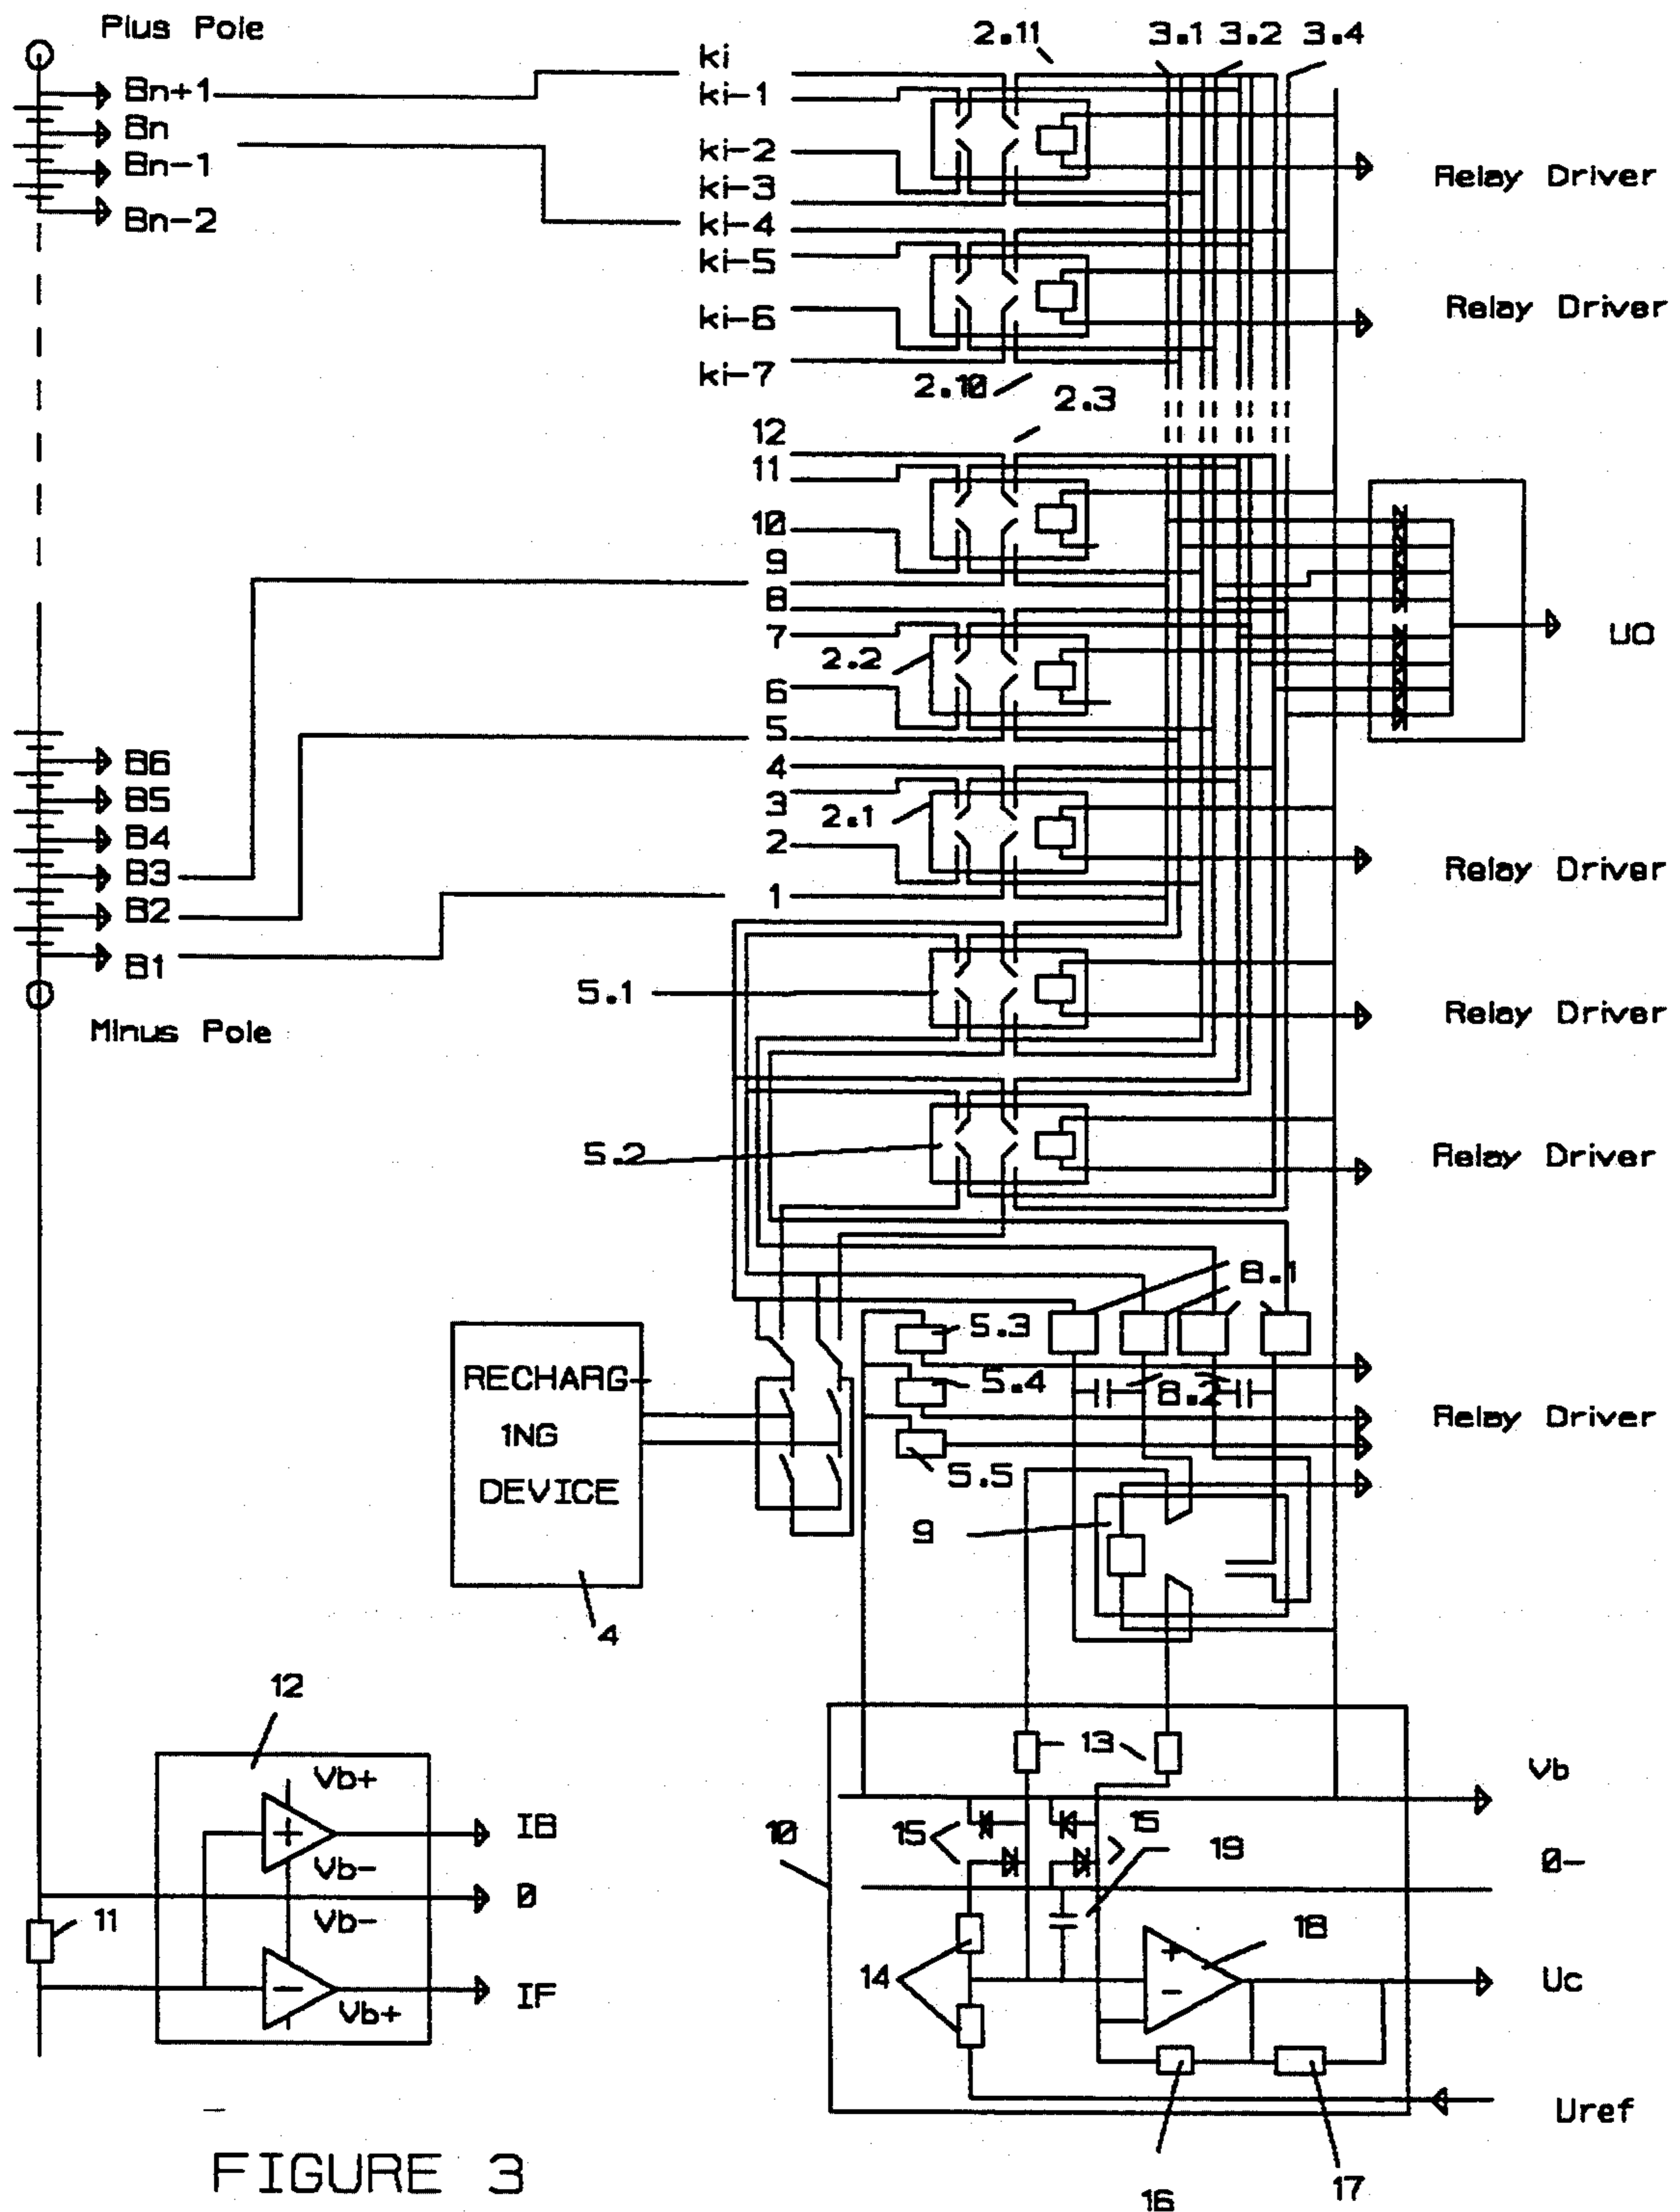 Plus Pole
Bn+1
Bn
Bn-1
Bn-2
B6
B5
B4
B3
B2
B1
Minus Pole
ki
ki-1
ki-2
ki-3
ki-4
ki-5
ki-6
ki-7
12
11
10
9
8
7
6
5
4
3
2
1
2.11
3.1
3.2
3.4
Relay Driver
Relay Driver
2.10
2.3
2.2
UO
2.1
Relay Driver
5.1
Relay Driver
5.2
Relay Driver
8.1
5.3
5.4
8.2
Relay Driver
5.5
9
RECHARG-
1NG
DEVICE
4
12
Vb+
IB
Vb-
0
Vb-
11
IF
Vb+
13
Vb
15
15
10
19
0-
18
14
Uc
Uref
16
17
FIGURE 3